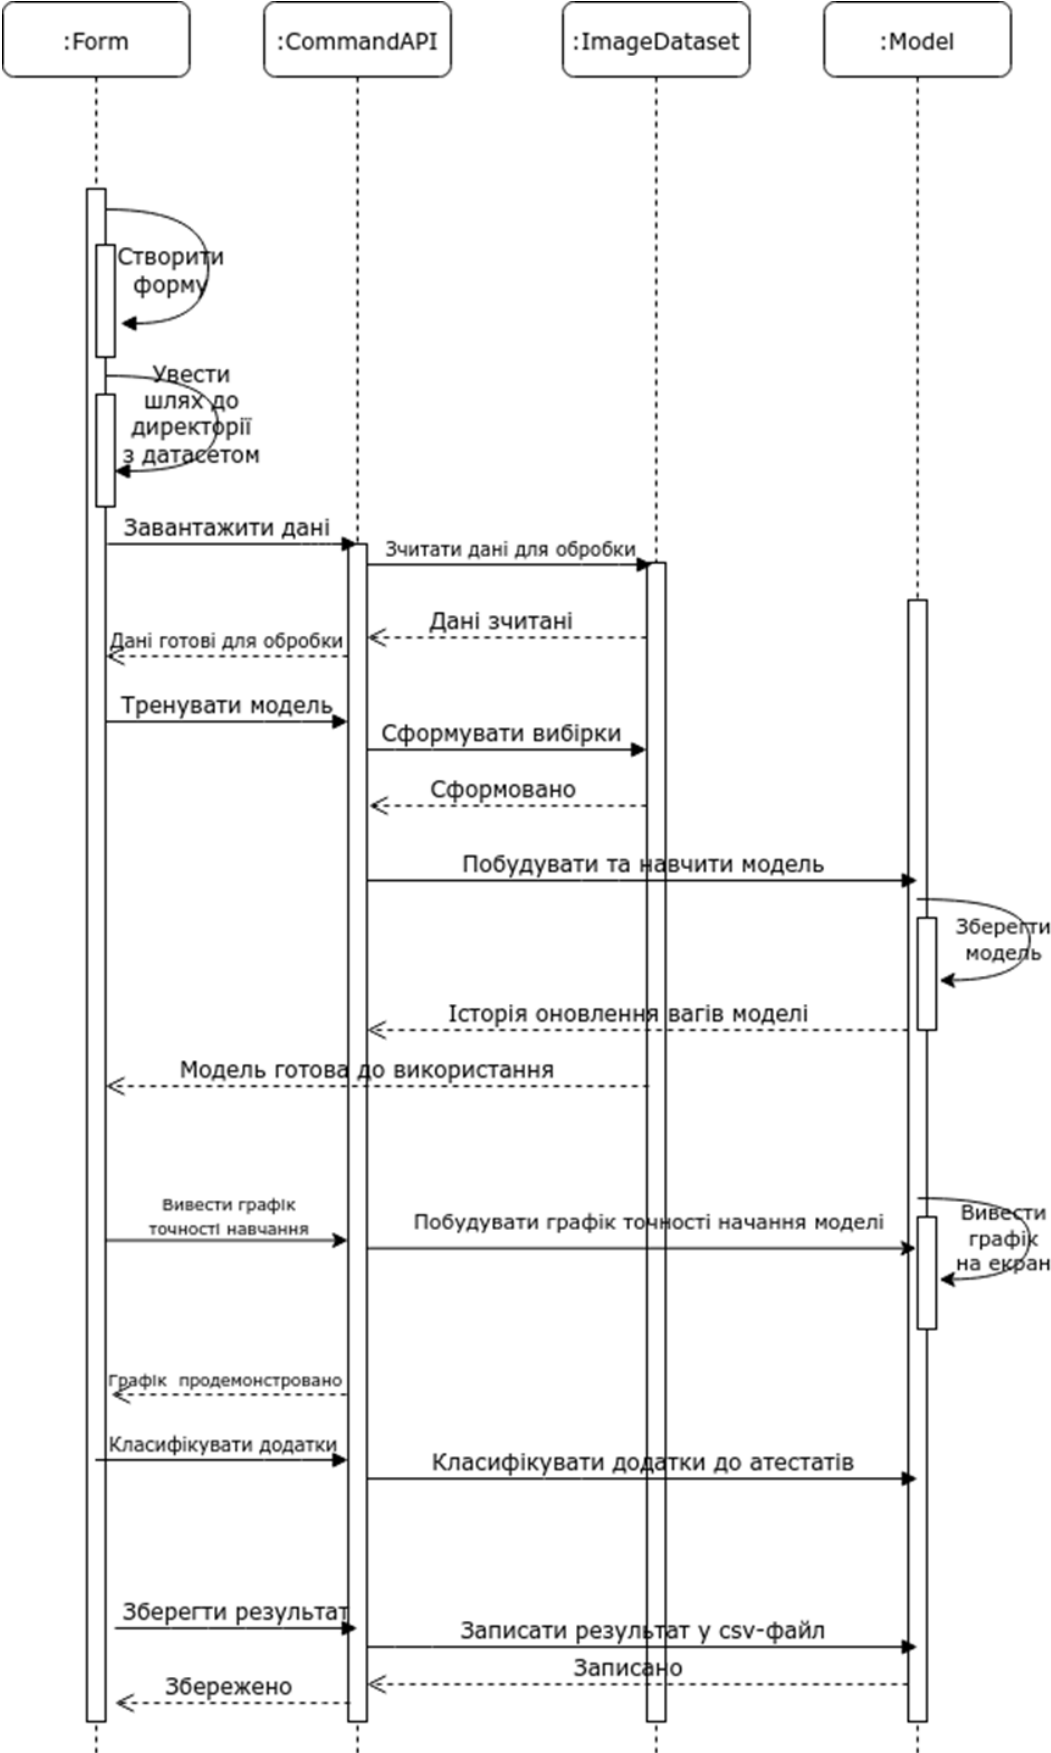 :Form
:CommandAPI
:ImageDataset
:Model
Створити
форму
Увести
шлях до
директорії
з датасетом
Завантажити дані
Зчитати дані для обробки
Дані зчитані
Дані готові для обробки
Тренувати модель
Сформувати вибірки
Сформовано
Побудувати та навчити модель
Зберегти
модель
Історія оновлення вагів моделі
Модель готова до використання
Вивести графік
точності навчання
Побудувати графік точності начання моделі
Вивести
графік
на екран
Графік продемонстровано
Класифікувати додатки
Класифікувати додатки до атестатів
Зберегти результат
Записати результат у csv-файл
Записано
Збережено